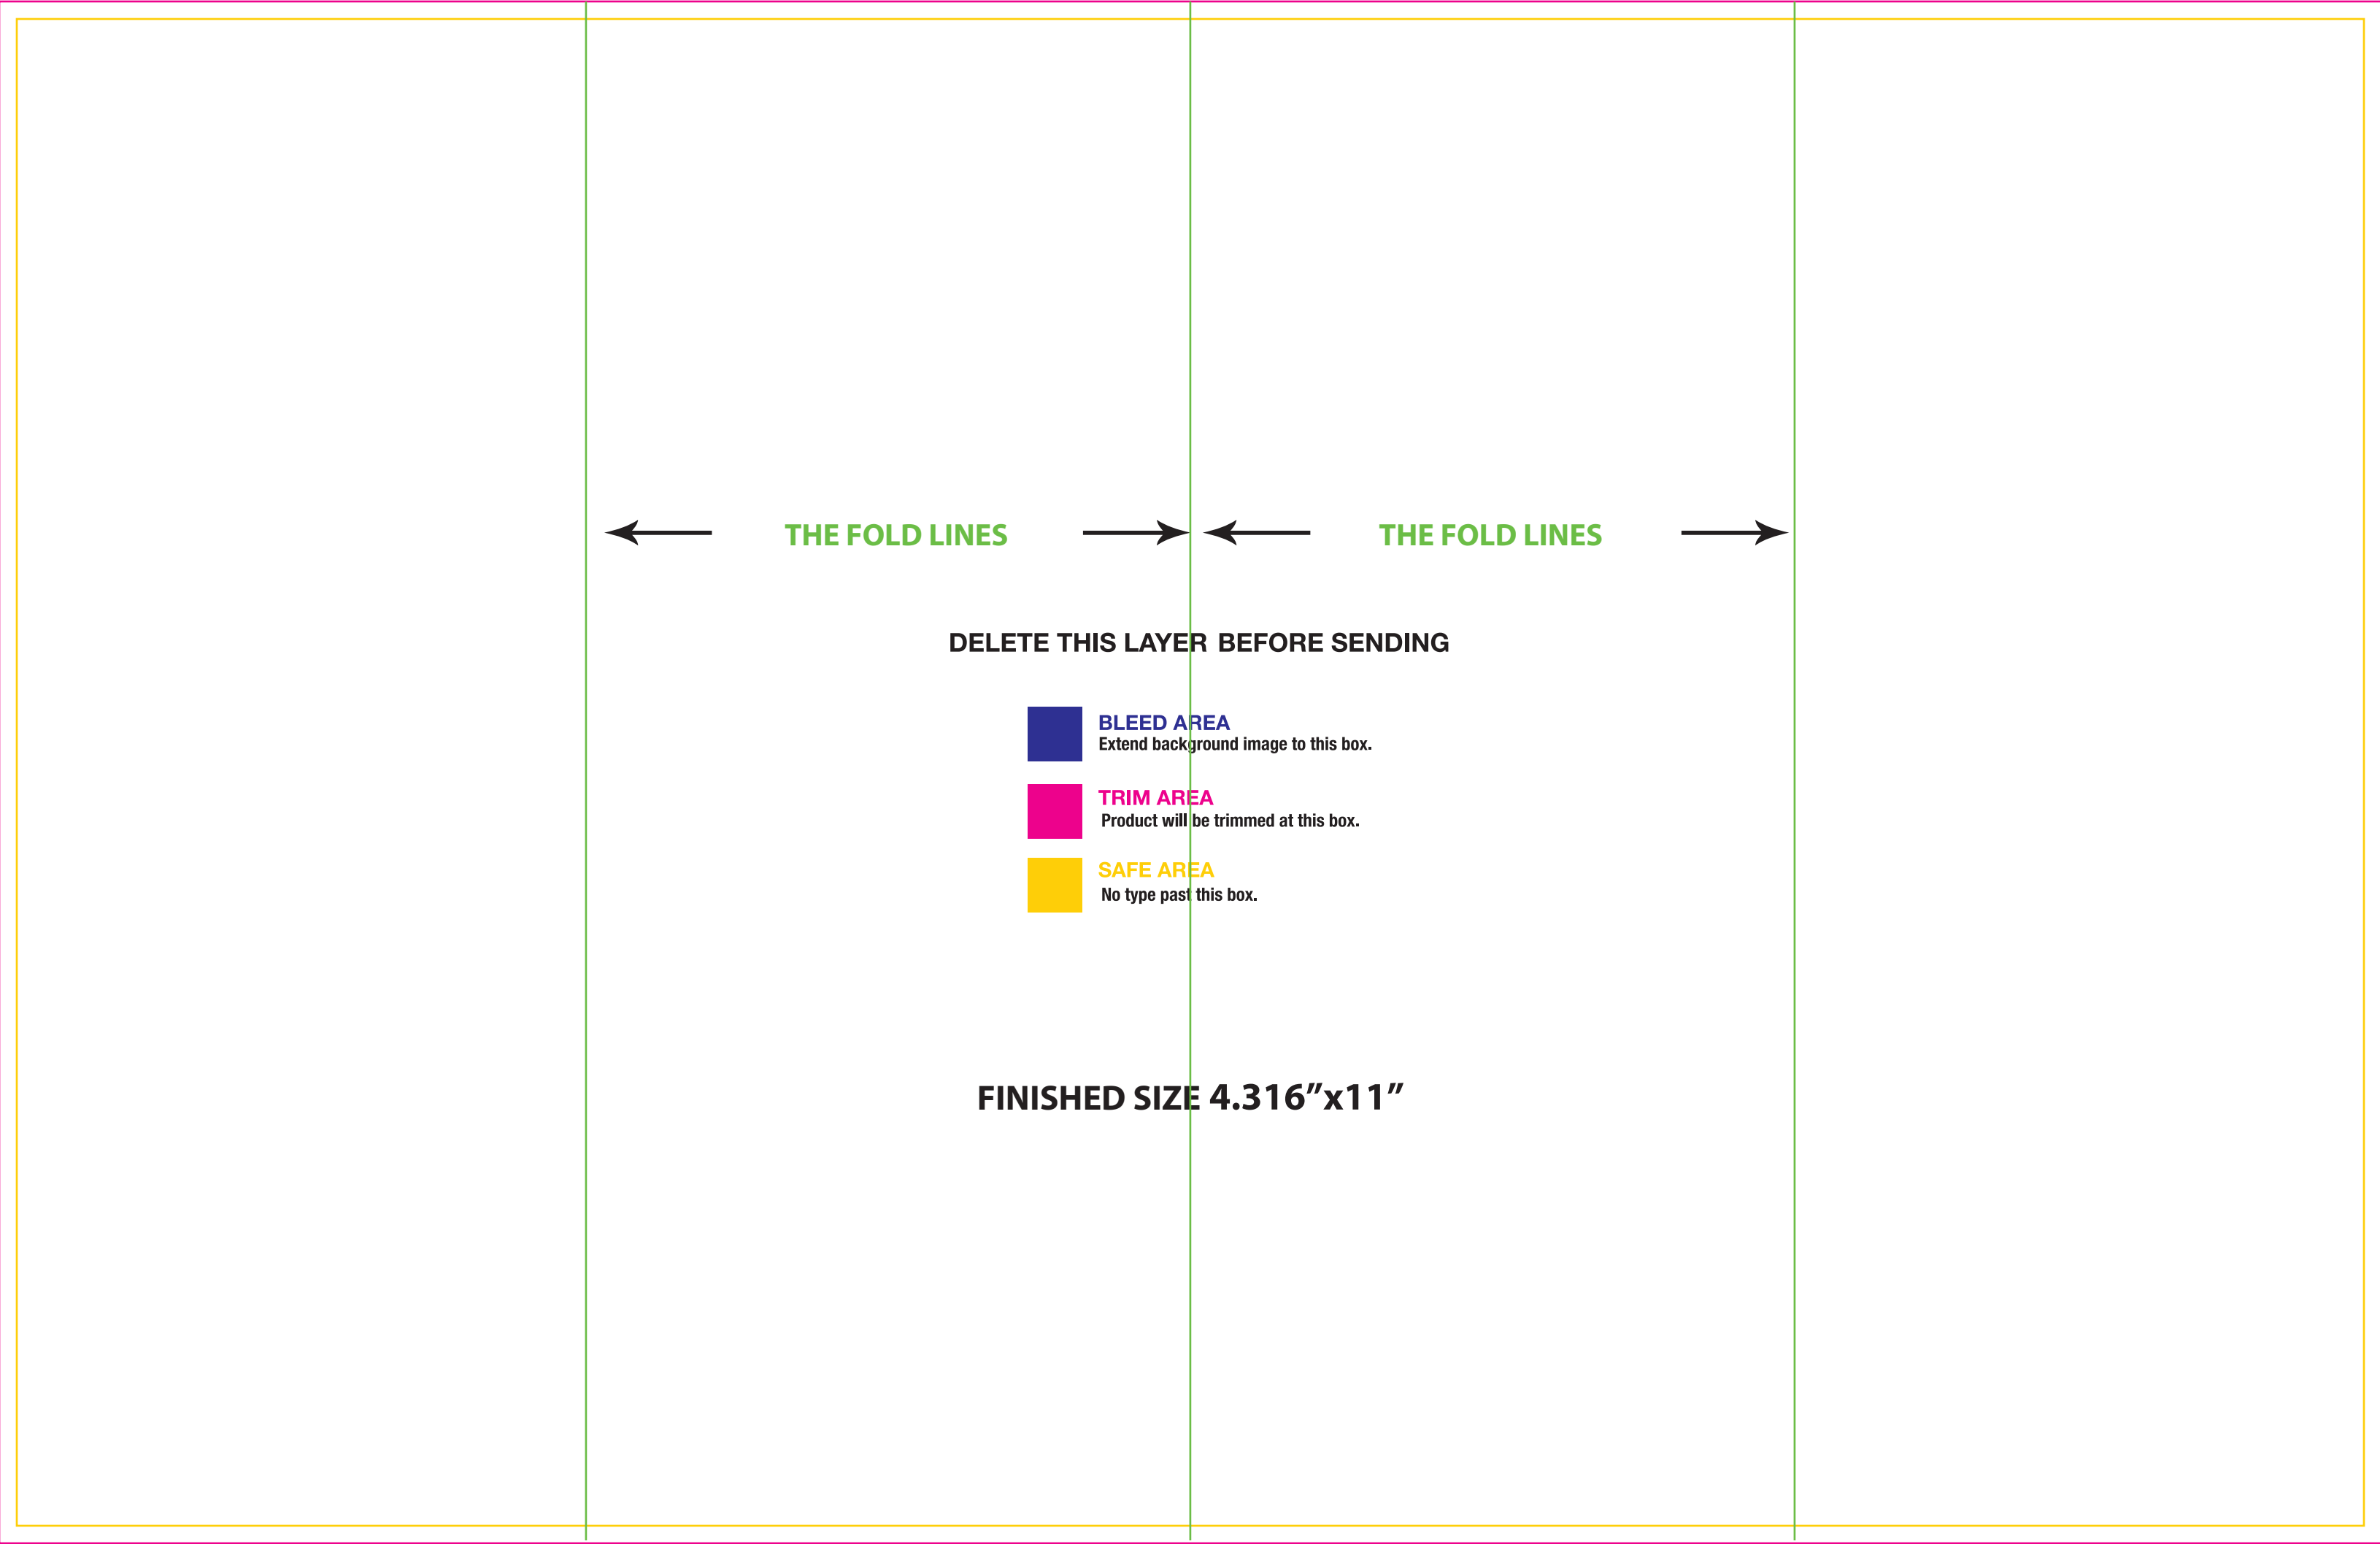 THE FOLD LINES
THE FOLD LINES
DELETE THIS LAYER BEFORE SENDING
BLEED AREA
Extend background image to this box.
TRIM AREA
Product will be trimmed at this box.
SAFE AREA
No type past this box.
FINISHED SIZE 4.316”x11”